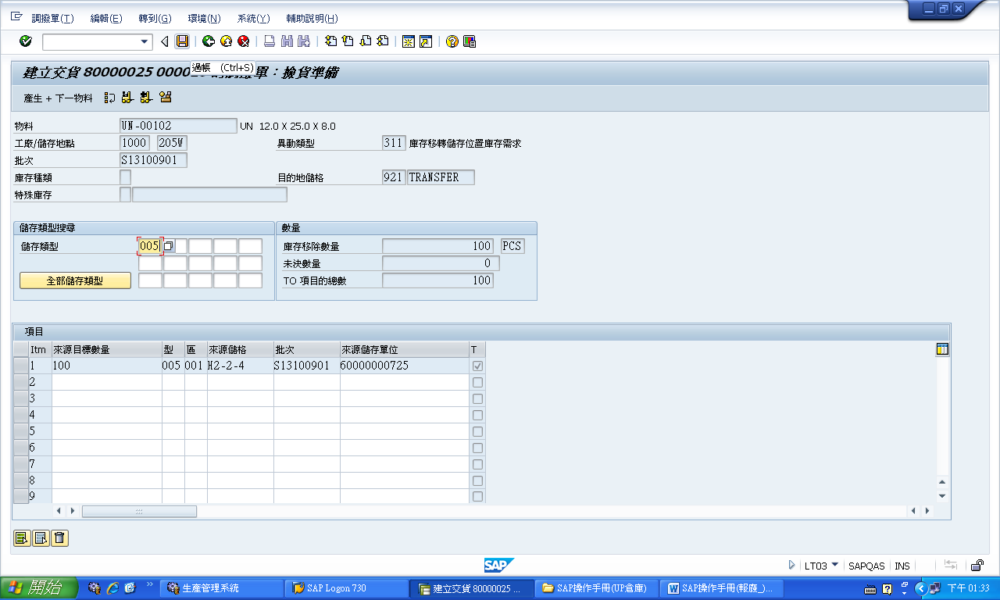 調撥單(T) 編輯(E) 轉到(G) 環境(N) 系統(Y) 輔助說明(H)
過帳 (Ctrl+S)
建立交貨 80000025 0000 單：揀貨準備
產生 + 下一物料
物料 UN-00102 UN 12.0 X 25.0 X 8.0
工廠/儲存地點 1000 205W 異動類型 311 庫存移轉儲存位置庫存需求
批次 S13100901
庫存種類 目的地儲格 921 TRANSFER
特殊庫存
儲存類型搜尋 數量
儲存類型 005 庫存移除數量 100 PCS
未決數量 0
全部儲存類型 TO 項目的總數 100
項目
Itm 來源目標數量 型 區 來源儲格 批次 來源儲存單位 T
1 100 005 001 H2-2-4 S13100901 60000000725
2
3
4
5
6
7
8
9
SAP LT03 SAPQAS INS
開始 生產管理系統 SAP Logon 730 建立交貨 80000025 ... SAP操作手冊(UP倉庫) SAP操作手冊(報廢_)... 下午 01:33